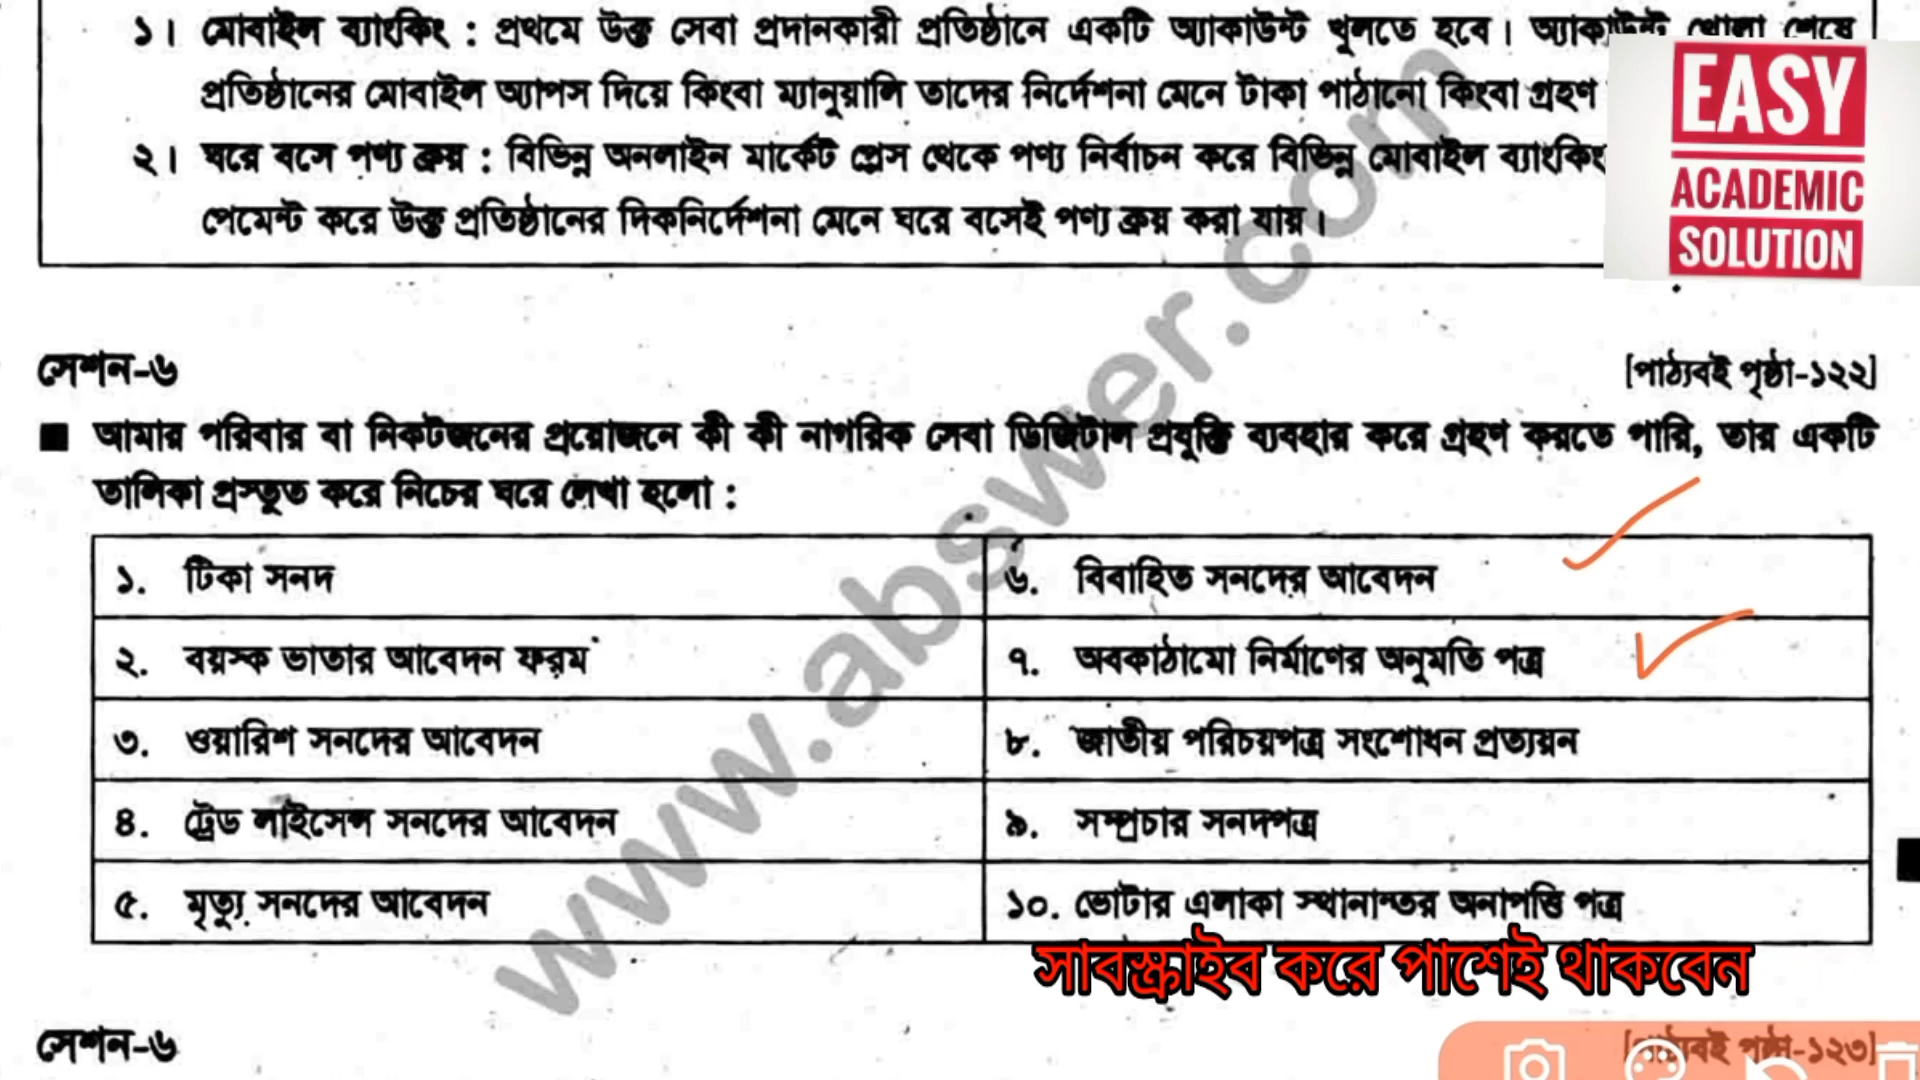 ১। মোবাইল ব্যাংকিং : প্রথমে উক্ত সেবা প্রদানকারী প্রতিষ্ঠানে একটি অ্যাকাউন্ট খুলতে হবে। অ্যাকাউন্ট খোলা শেষে
প্রতিষ্ঠানের মোবাইল অ্যাপস দিয়ে কিংবা ম্যানুয়ালি তাদের নির্দেশনা মেনে টাকা পাঠানো কিংবা গ্রহণ
২। ঘরে বসে পণ্য ক্রয় : বিভিন্ন অনলাইন মার্কেট প্লেস থেকে পণ্য নির্বাচন করে বিভিন্ন মোবাইল ব্যাংকিং
পেমেন্ট করে উক্ত প্রতিষ্ঠানের দিকনির্দেশনা মেনে ঘরে বসেই পণ্য ক্রয় করা যায়।
EASY
ACADEMIC
SOLUTION
সেশন-৬
[পাঠ্যবই পৃষ্ঠা-১২২]
■ আমার পরিবার বা নিকটজনের প্রয়োজনে কী কী নাগরিক সেবা ডিজিটাল প্রযুক্তি ব্যবহার করে গ্রহণ করতে পারি, তার একটি
তালিকা প্রস্তুত করে নিচের ঘরে লেখা হলো :
১. টিকা সনদ
৬. বিবাহিত সনদের আবেদন
২. বয়স্ক ভাতার আবেদন ফরম
৭. অবকাঠামো নির্মাণের অনুমতি পত্র
৩. ওয়ারিশ সনদের আবেদন
৮. জাতীয় পরিচয়পত্র সংশোধন প্রত্যয়ন
৪. ট্রেড লাইসেন্স সনদের আবেদন
৯. সম্প্রচার সনদপত্র
৫. মৃত্যু সনদের আবেদন
১০. ভোটার এলাকা স্থানান্তর অনাপত্তি পত্র
www.abswer.com
সাবস্ক্রাইব করে পাশেই থাকবেন
সেশন-৬
[পাঠ্যবই পৃষ্ঠা-১২৩]